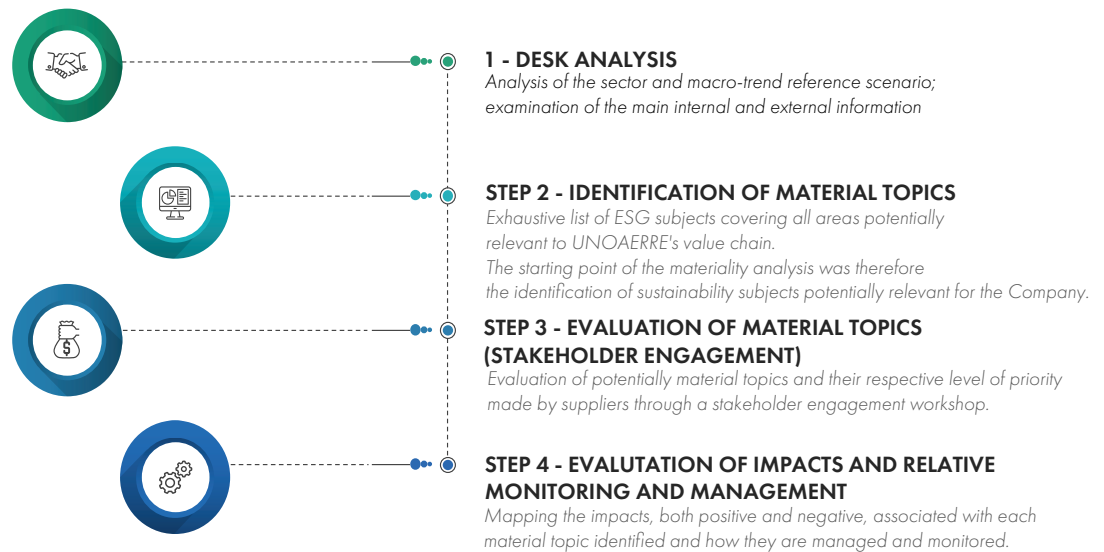 1 - DESK ANALYSIS
Analysis of the sector and macro-trend reference scenario;
examination of the main internal and external information
STEP 2 - IDENTIFICATION OF MATERIAL TOPICS
Exhaustive list of ESG subjects covering all areas potentially
relevant to UNOAERRE's value chain.
The starting point of the materiality analysis was therefore
the identification of sustainability subjects potentially relevant for the Company.
STEP 3 - EVALUATION OF MATERIAL TOPICS
(STAKEHOLDER ENGAGEMENT)
Evaluation of potentially material topics and their respective level of priority
made by suppliers through a stakeholder engagement workshop.
STEP 4 - EVALUTATION OF IMPACTS AND RELATIVE
MONITORING AND MANAGEMENT
Mapping the impacts, both positive and negative, associated with each
material topic identified and how they are managed and monitored.
$